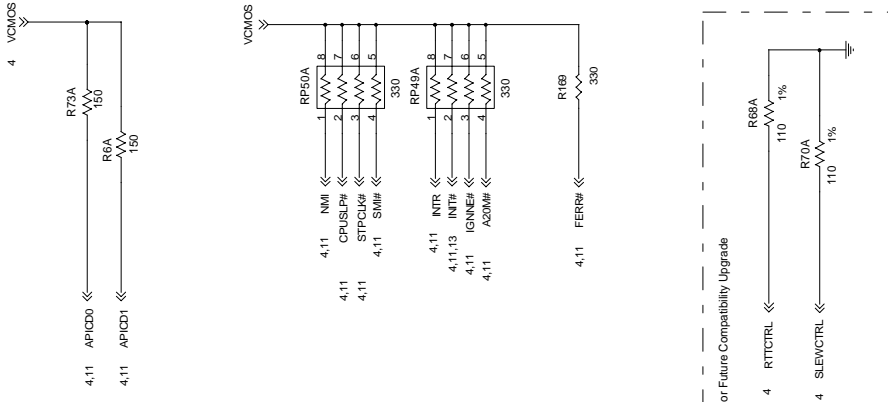 4 VCMOS
R73A
150
R6A
150
4,11 APICD0
4,11 APICD1
VCMOS
RP50A
8
7
6
5
330
1
2
3
4
4,11 NMI
4,11 CPUSLP#
4,11 STPCLK#
4,11 SMI#
RP49A
8
7
6
5
330
1
2
3
4
4,11 INTR
4,11,13 INIT#
4,11 IGNNE#
4,11 A20M#
R169
330
4,11 FERR#
or Future Compatibility Upgrade
R68A
110 1%
R70A
110 1%
4 RTTCTRL
4 SLEWCTRL